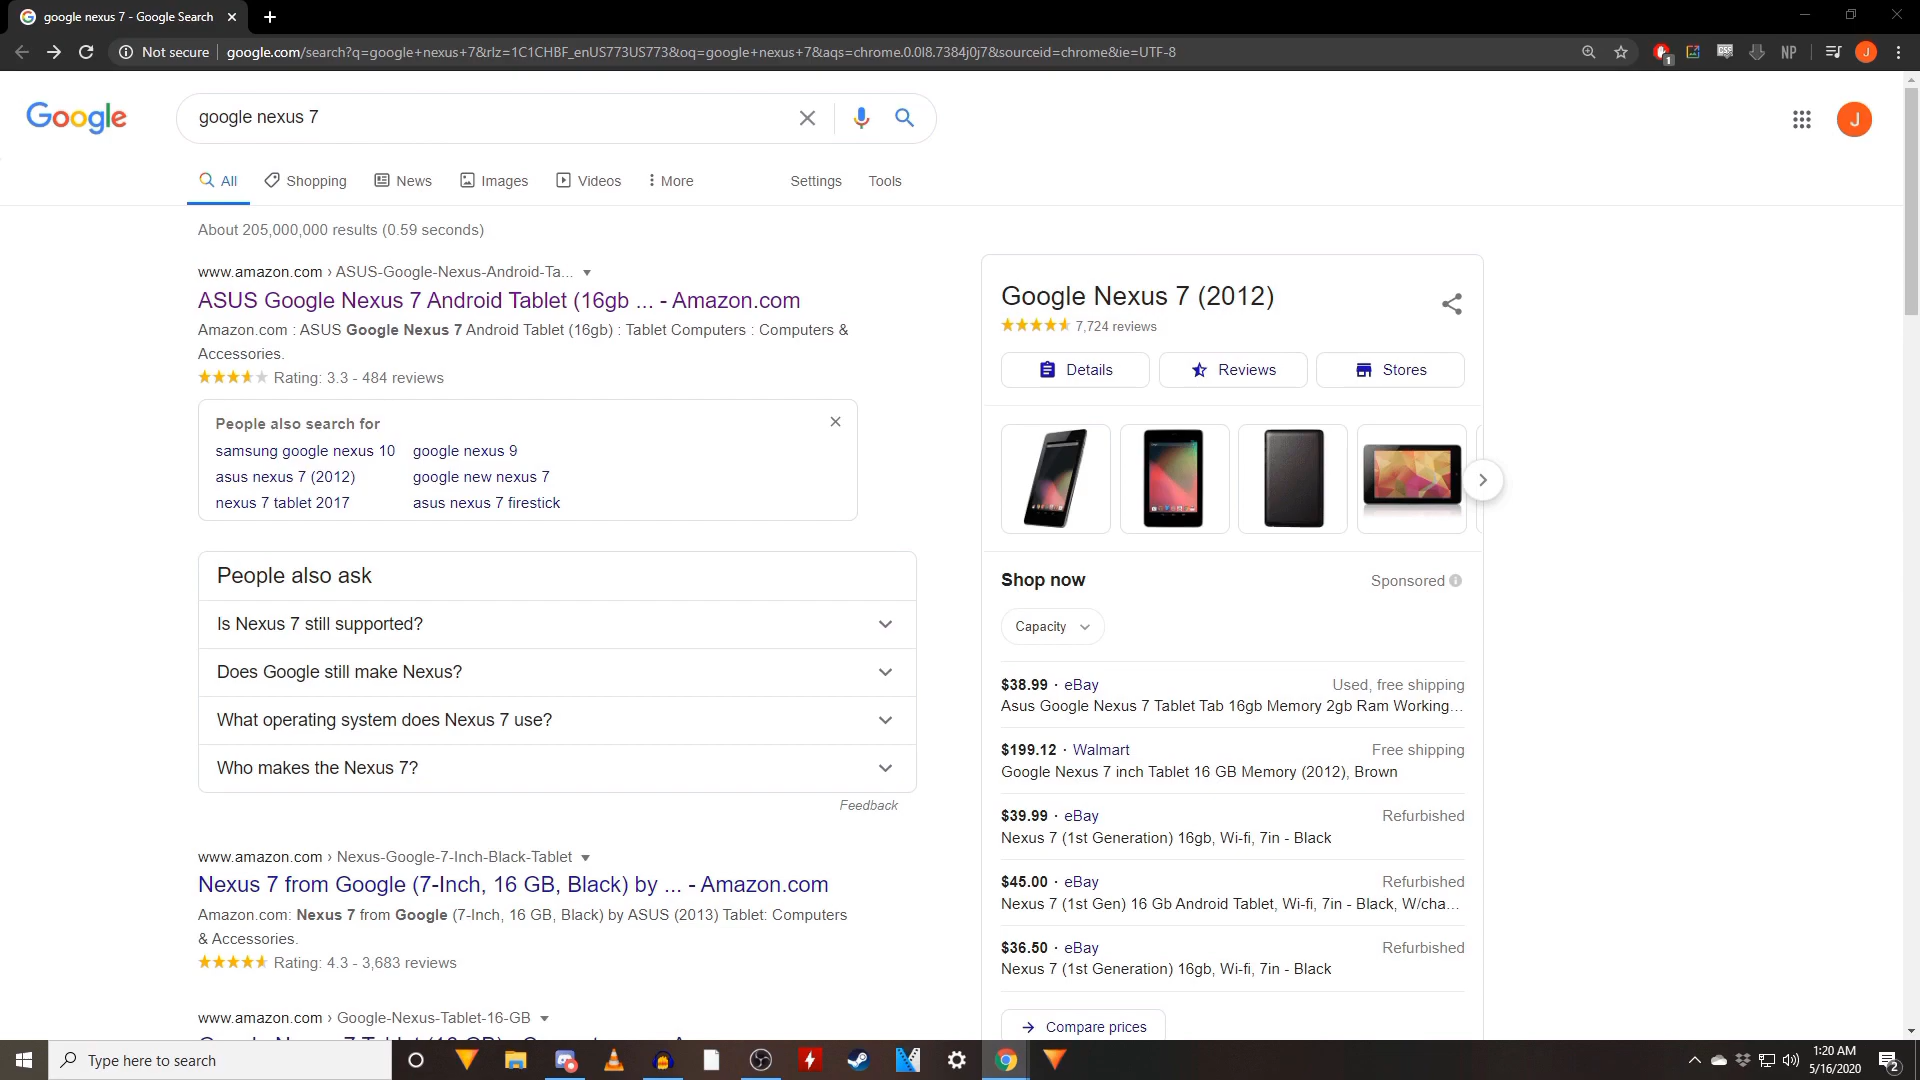 google nexus 7 - Google Search
Not secure
google.com/search?q=google+nexus+7&rlz=1C1CHBF_enUS773US773&oq=google+nexus+7&aqs=chrome.0.0l8.7384j0j7&sourceid=chrome&ie=UTF-8
1
CSP
NP
J
Google
google nexus 7
J
All
Shopping
News
Images
Videos
More
Settings
Tools
About 205,000,000 results (0.59 seconds)
www.amazon.com › ASUS-Google-Nexus-Android-Ta...
ASUS Google Nexus 7 Android Tablet (16gb ... - Amazon.com
Amazon.com : ASUS Google Nexus 7 Android Tablet (16gb) : Tablet Computers : Computers &
Accessories.
Rating: 3.3 - 484 reviews
People also search for
samsung google nexus 10
google nexus 9
asus nexus 7 (2012)
google new nexus 7
nexus 7 tablet 2017
asus nexus 7 firestick
People also ask
Is Nexus 7 still supported?
Does Google still make Nexus?
What operating system does Nexus 7 use?
Who makes the Nexus 7?
Feedback
www.amazon.com › Nexus-Google-7-Inch-Black-Tablet
Nexus 7 from Google (7-Inch, 16 GB, Black) by ... - Amazon.com
Amazon.com: Nexus 7 from Google (7-Inch, 16 GB, Black) by ASUS (2013) Tablet: Computers
& Accessories.
Rating: 4.3 - 3,683 reviews
www.amazon.com › Google-Nexus-Tablet-16-GB
Google Nexus 7 (2012)
7,724 reviews
Details
Reviews
Stores
Shop now
Sponsored
Capacity
$38.99 · eBay
Used, free shipping
Asus Google Nexus 7 Tablet Tab 16gb Memory 2gb Ram Working...
$199.12 · Walmart
Free shipping
Google Nexus 7 inch Tablet 16 GB Memory (2012), Brown
$39.99 · eBay
Refurbished
Nexus 7 (1st Generation) 16gb, Wi-fi, 7in - Black
$45.00 · eBay
Refurbished
Nexus 7 (1st Gen) 16 Gb Android Tablet, Wi-fi, 7in - Black, W/cha...
$36.50 · eBay
Refurbished
Nexus 7 (1st Generation) 16gb, Wi-fi, 7in - Black
Compare prices
Type here to search
1:20 AM
5/16/2020
2